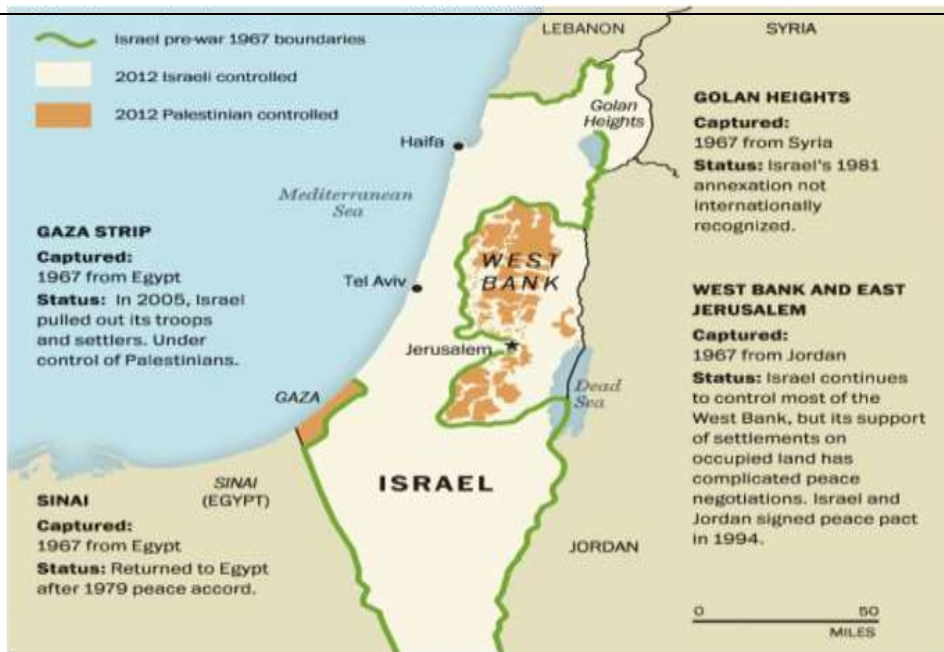 Israel pre-war 1967 boundaries
2012 Israeli controlled
2012 Palestinian controlled
LEBANON
SYRIA
Golan
Heights
Haifa
Mediterranean
Sea
Tel Aviv
WEST
BANK
Jerusalem
Dead
Sea
GAZA
ISRAEL
SINAI
(EGYPT)
JORDAN
GAZA STRIP
Captured:
1967 from Egypt
Status: In 2005, Israel
pulled out its troops
and settlers. Under
control of Palestinians.
SINAI
Captured:
1967 from Egypt
Status: Returned to Egypt
after 1979 peace accord.
GOLAN HEIGHTS
Captured:
1967 from Syria
Status: Israel's 1981
annexation not
internationally
recognized.
WEST BANK AND EAST
JERUSALEM
Captured:
1967 from Jordan
Status: Israel continues
to control most of the
West Bank, but its support
of settlements on
occupied land has
complicated peace
negotiations. Israel and
Jordan signed peace pact
in 1994.
0 50
MILES